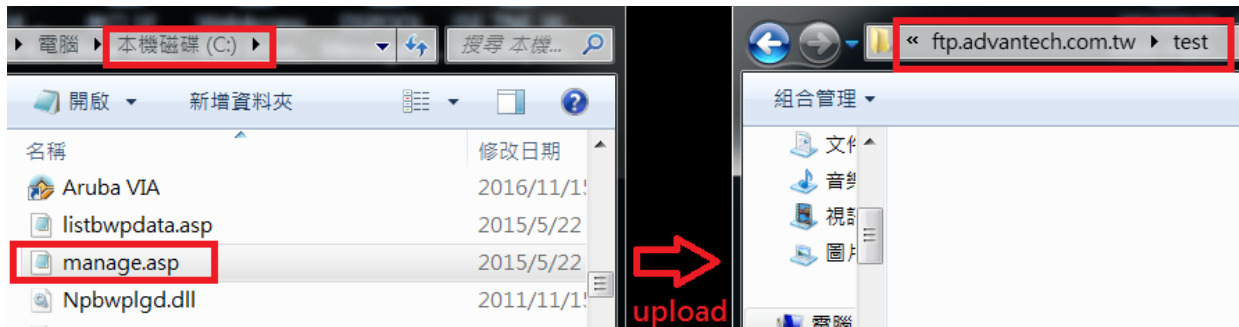 電腦 ▶ 本機磁碟 (C:) ▶
搜尋 本機...
開啟
新增資料夾
名稱
修改日期
Aruba VIA
2016/11/1
listbwpdata.asp
2015/5/22
manage.asp
2015/5/22
Npbwplgd.dll
2011/11/1
upload
« ftp.advantech.com.tw ▶ test
組合管理
文件
音
視
圖
電腦